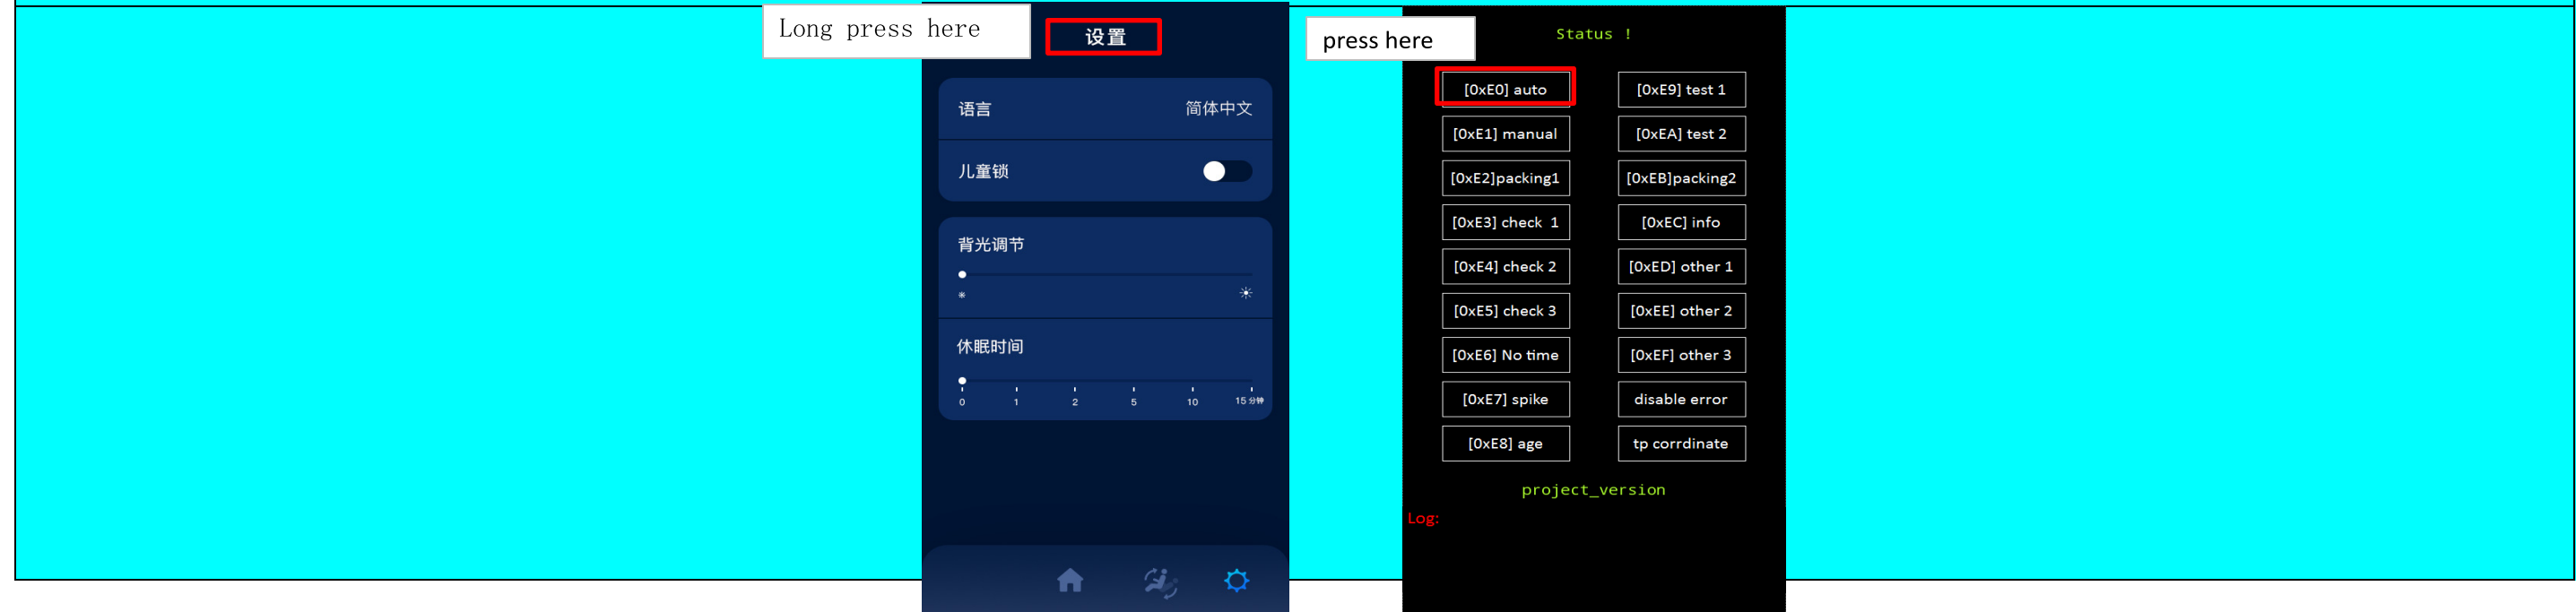 Long press here
设置
语言 简体中文
儿童锁
背光调节
休眠时间
0 1 2 5 10 15 分钟
press here
Status !
[0xE0] auto [0xE9] test 1
[0xE1] manual [0xEA] test 2
[0xE2]packing1 [0xEB]packing2
[0xE3] check 1 [0xEC] info
[0xE4] check 2 [0xED] other 1
[0xE5] check 3 [0xEE] other 2
[0xE6] No time [0xEF] other 3
[0xE7] spike disable error
[0xE8] age tp corrdinate
project_version
Log: